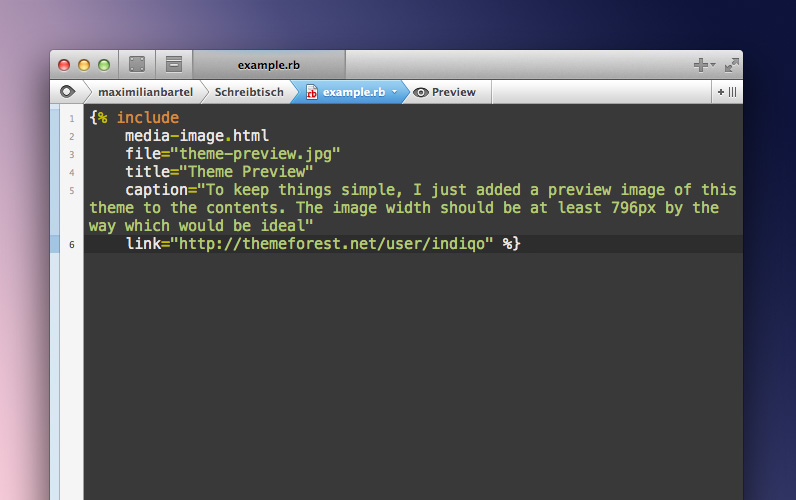 example.rb
maximilianbartel Schreibtisch rb example.rb Preview
1 {% include
2 media-image.html
3 file="theme-preview.jpg"
4 title="Theme Preview"
5 caption="To keep things simple, I just added a preview image of this
theme to the contents. The image width should be at least 796px by the
way which would be ideal"
6 link="http://themeforest.net/user/indiqo" %}